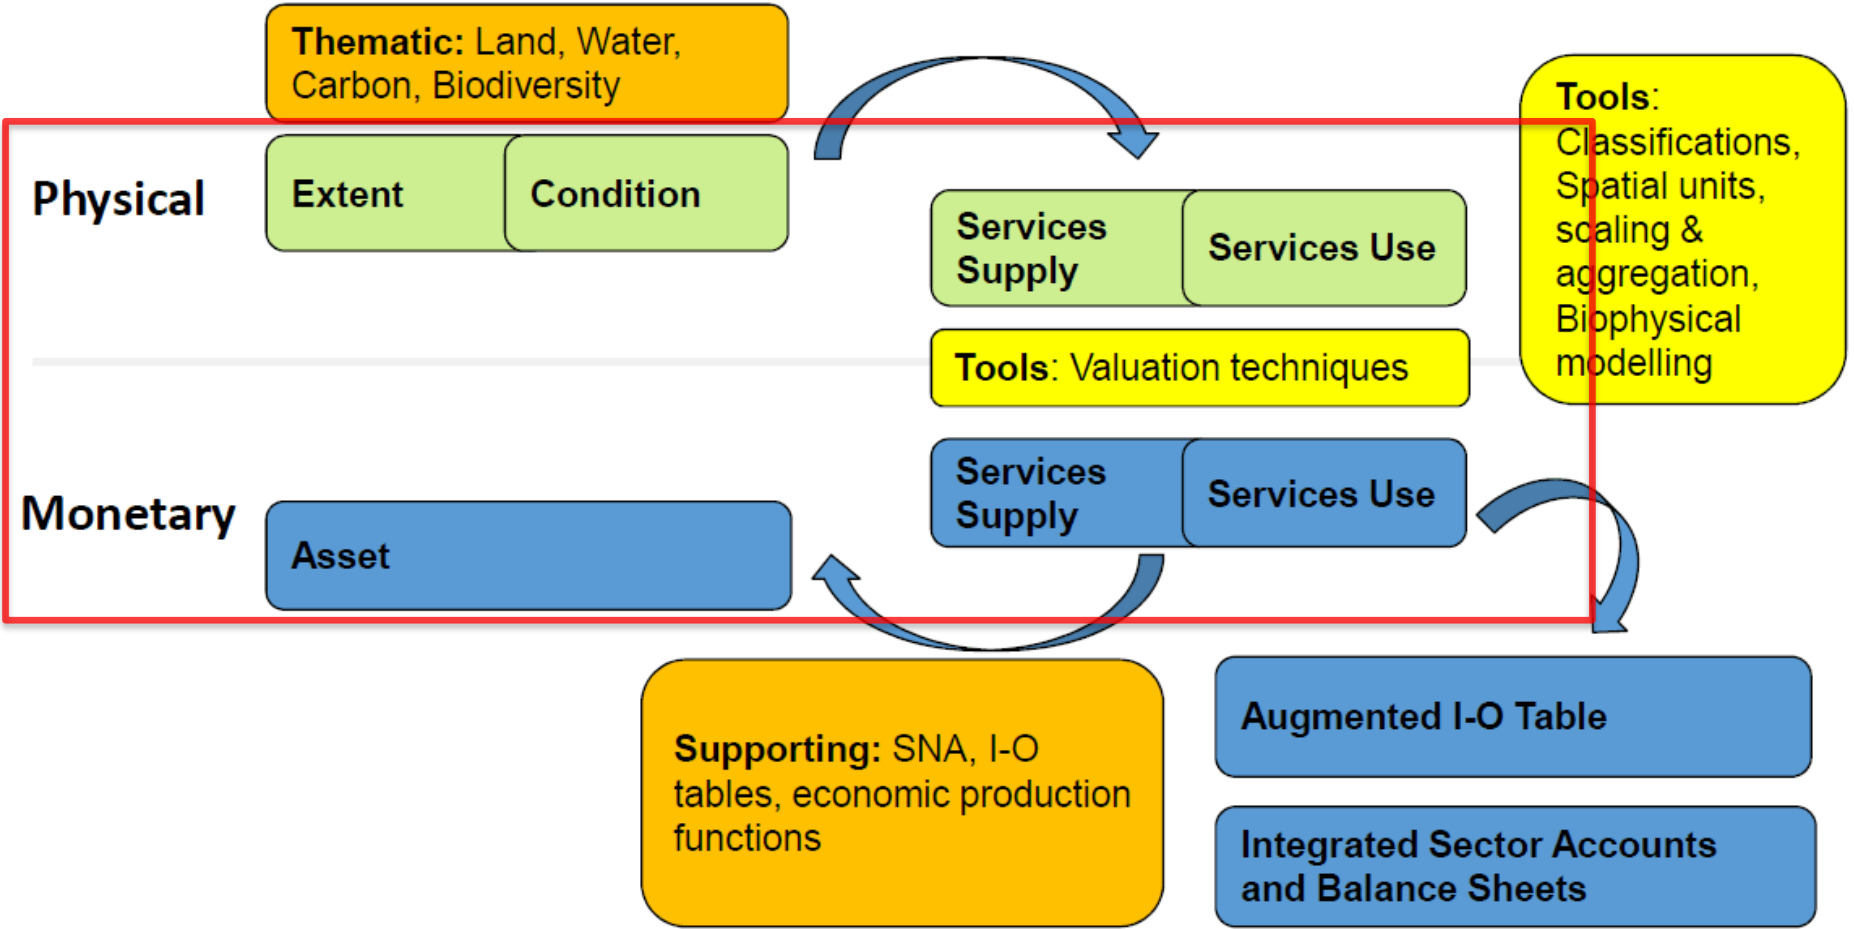 Thematic: Land, Water,
Carbon, Biodiversity
Tools:
Classifications,
Spatial units,
scaling &
aggregation,
Biophysical
modelling
Physical
Extent
Condition
Services
Supply
Services Use
Tools: Valuation techniques
Monetary
Asset
Services
Supply
Services Use
Supporting: SNA, I-O
tables, economic production
functions
Augmented I-O Table
Integrated Sector Accounts
and Balance Sheets